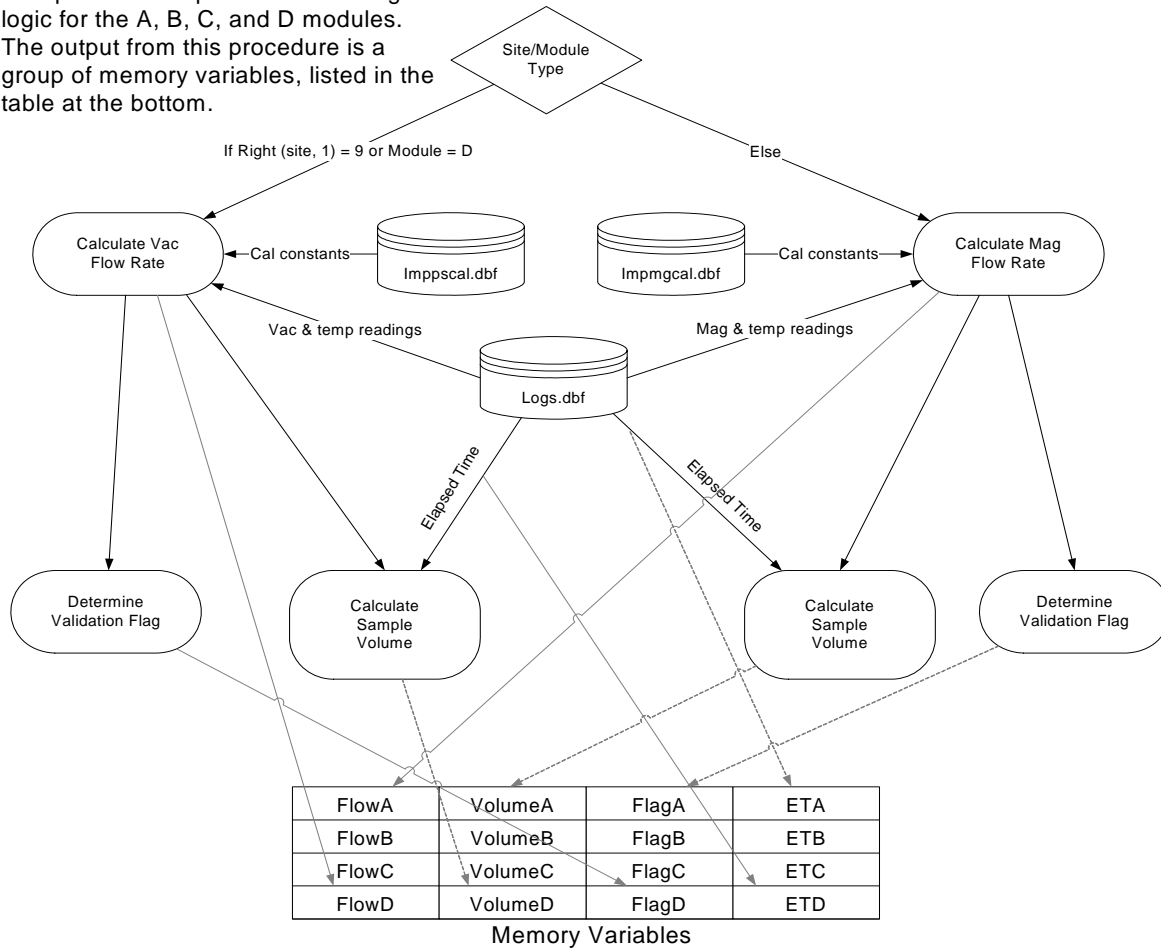 logic for the A, B, C, and D modules.
The output from this procedure is a
group of memory variables, listed in the
table at the bottom.
Site/Module
Type
If Right (site, 1) = 9 or Module = D
Else
Calculate Vac
Flow Rate
Cal constants
Imppscal.dbf
Impmgcal.dbf
Cal constants
Calculate Mag
Flow Rate
Vac & temp readings
Mag & temp readings
Logs.dbf
Elapsed Time
Elapsed Time
Determine
Validation Flag
Calculate
Sample
Volume
Calculate
Sample
Volume
Determine
Validation Flag
FlowA VolumeA FlagA ETA
FlowB VolumeB FlagB ETB
FlowC VolumeC FlagC ETC
FlowD VolumeD FlagD ETD
Memory Variables